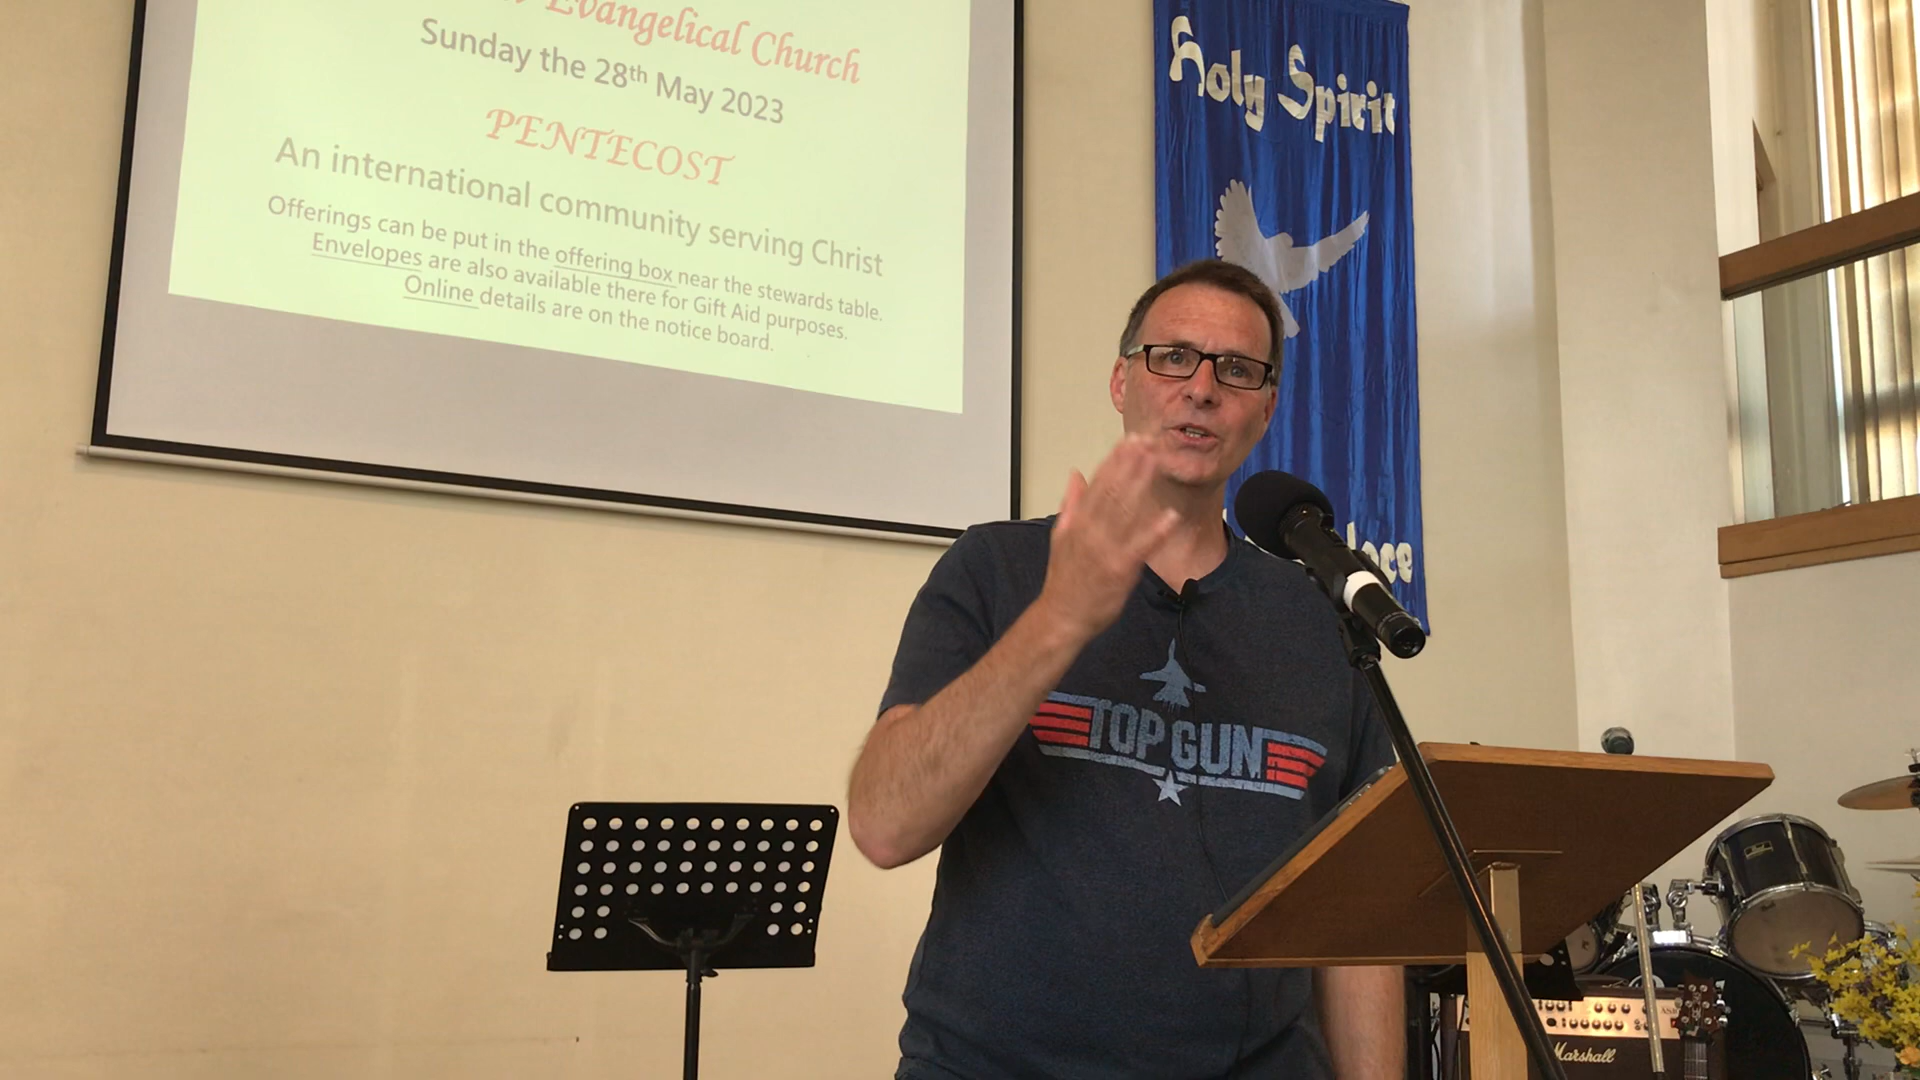 Evangelical Church
Sunday the 28th May 2023
PENTECOST
An international community serving Christ
Offerings can be put in the offering box near the stewards table.
Envelopes are also available there for Gift Aid purposes.
Online details are on the notice board.
Holy Spirit
TOP GUN
Marshall